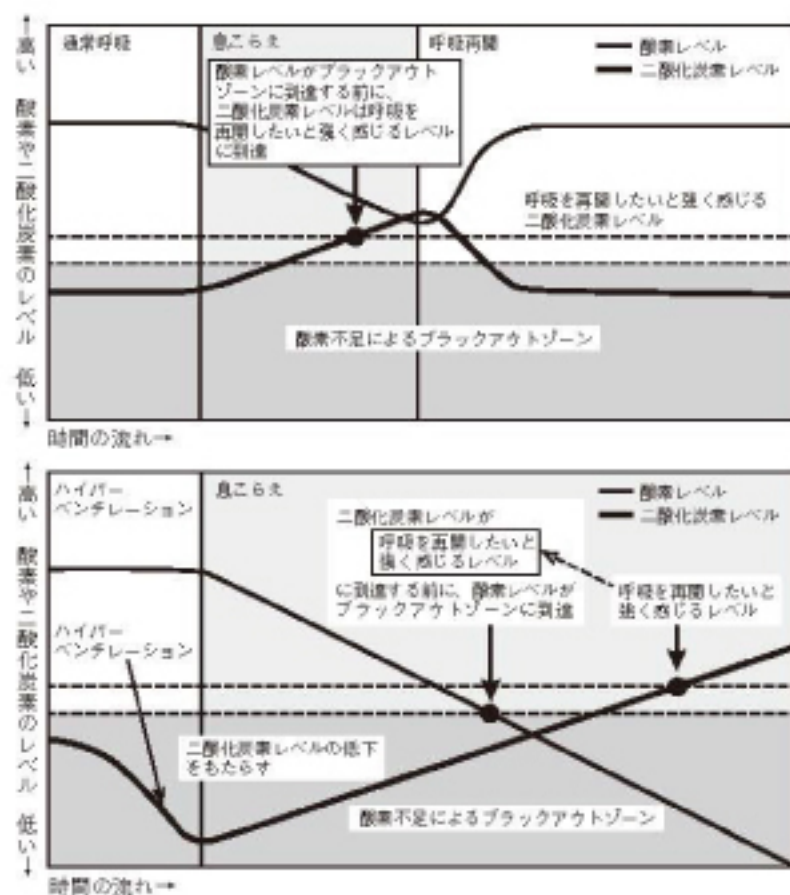 ↑高い 酸素や二酸化炭素のレベル 低い↓
通常呼吸
息こらえ
呼吸再開
酸素レベル
二酸化炭素レベル
酸素レベルがブラックアウト
ゾーンに到達する前に、
二酸化炭素レベルは呼吸を
再開したいと強く感じるレベル
に到達
呼吸を再開したいと強く感じる
二酸化炭素レベル
酸素不足によるブラックアウトゾーン
時間の流れ→
↑高い 酸素や二酸化炭素のレベル 低い↓
ハイパー
ベンチレーション
息こらえ
酸素レベル
二酸化炭素レベル
二酸化炭素レベルが
呼吸を再開したいと
強く感じるレベル
に到達する前に、酸素レベルが
ブラックアウトゾーンに到達
呼吸を再開したいと
強く感じるレベル
ハイパー
ベンチレーション
二酸化炭素レベルの低下
をもたらす
酸素不足によるブラックアウトゾーン
時間の流れ→